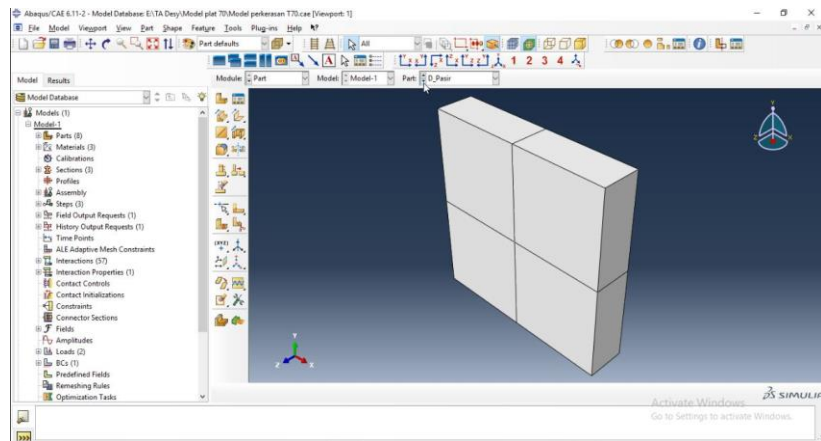 Abaqus/CAE 6.11-2 - Model Database: E:\TA Desy\Model plat 70\Model perkerasan T70.cae [Viewport: 1]
File Model Viewport View Part Shape Feature Tools Plug-ins Help
Part defaults All
1 2 3 4
Model Results Module: Part Model: Model-1 Part: D_Pasir
Model Database
Models (1)
Model-1
Parts (8)
Materials (3)
Calibrations
Sections (3)
Profiles
Assembly
Steps (3)
Field Output Requests (1)
History Output Requests (1)
Time Points
ALE Adaptive Mesh Constraints
Interactions (57)
Interaction Properties (1)
Contact Controls
Contact Initializations
Constraints
Connector Sections
Fields
Amplitudes
Loads (2)
BCs (1)
Predefined Fields
Remeshing Rules
Optimization Tasks
(XYZ)
Y
Z X
Y
Z X
SIMULIA
Activate Windows
Go to Settings to activate Windows.
>>>